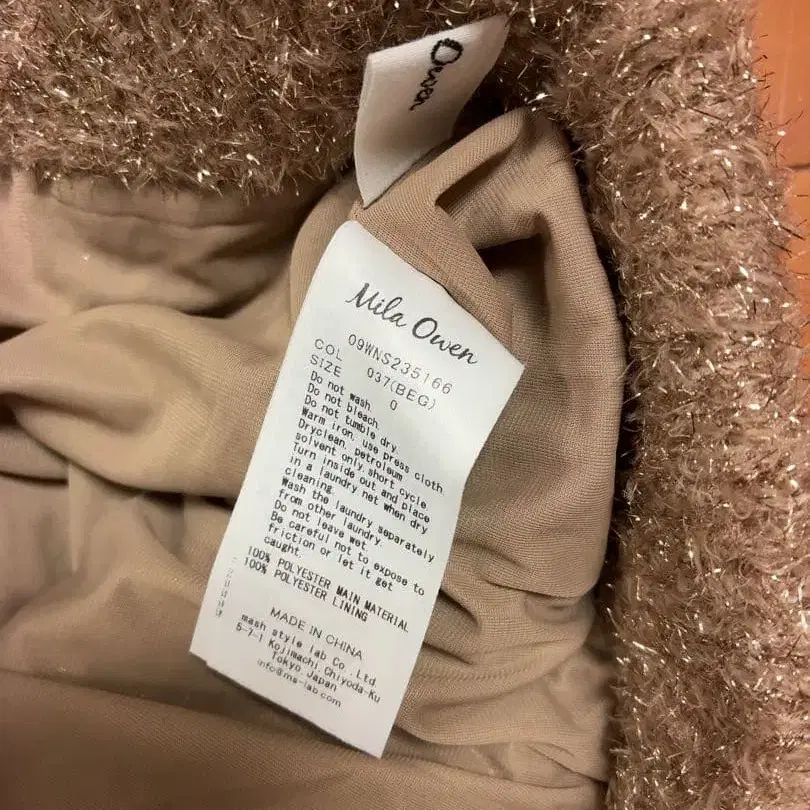 Owen
Mila Owen
09WNS235166
COL 037(BEG)
SIZE 0
Do not wash.
Do not bleach.
Do not tumble dry.
Warm iron, use press cloth.
Dryclean, petroleum
solvent only short cycle.
Turn inside out and place
in a laundry net when dry
cleaning.
Wash the laundry separately
from other laundry.
Do not leave wet.
Be careful not to expose to
friction or let it get
caught.
100% POLYESTER MAIN MATERIAL
100% POLYESTER LINING
MADE IN CHINA
mash style lab Co., Ltd.
5-7-1 Kojimachi, Chiyoda-Ku
Tokyo, Japan
info@ms-lab.com